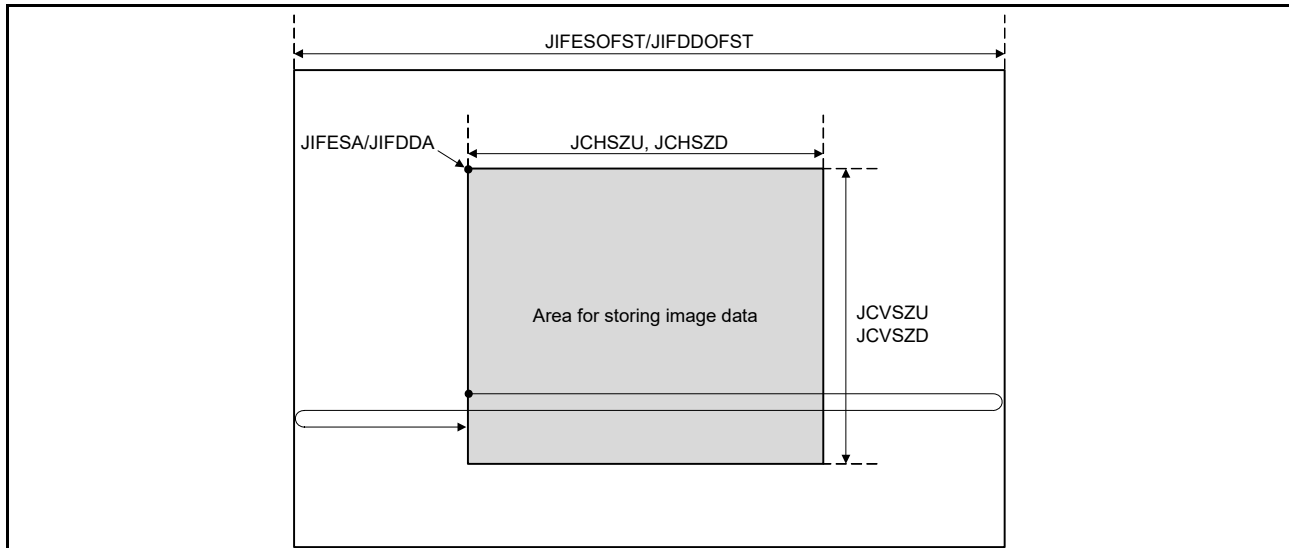 JIFESOFST/JIFDDOFST
JIFESA/JIFDDA
JCHSZU, JCHSZD
Area for storing image data
JCVSZU
JCVSZD